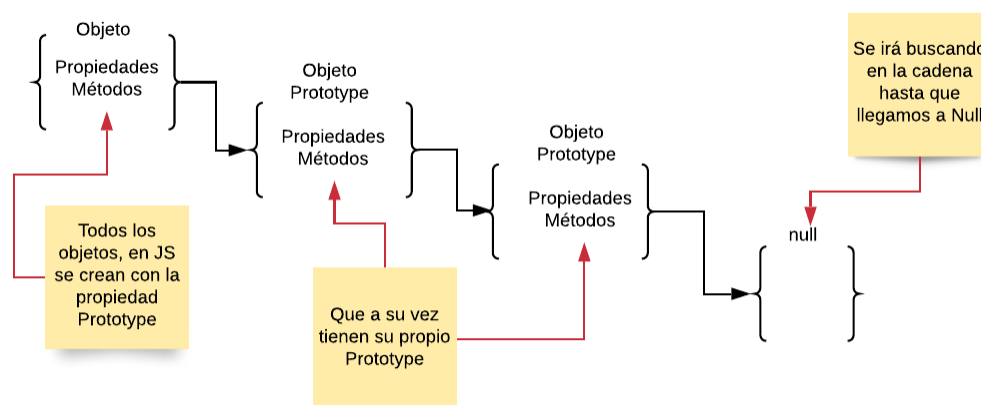 Objeto
Propiedades
Métodos
Todos los
objetos, en JS
se crean con la
propiedad
Prototype
Objeto
Prototype
Propiedades
Métodos
Que a su vez
tienen su propio
Prototype
Objeto
Prototype
Propiedades
Métodos
Se irá buscando
en la cadena
hasta que
llegamos a Null
null